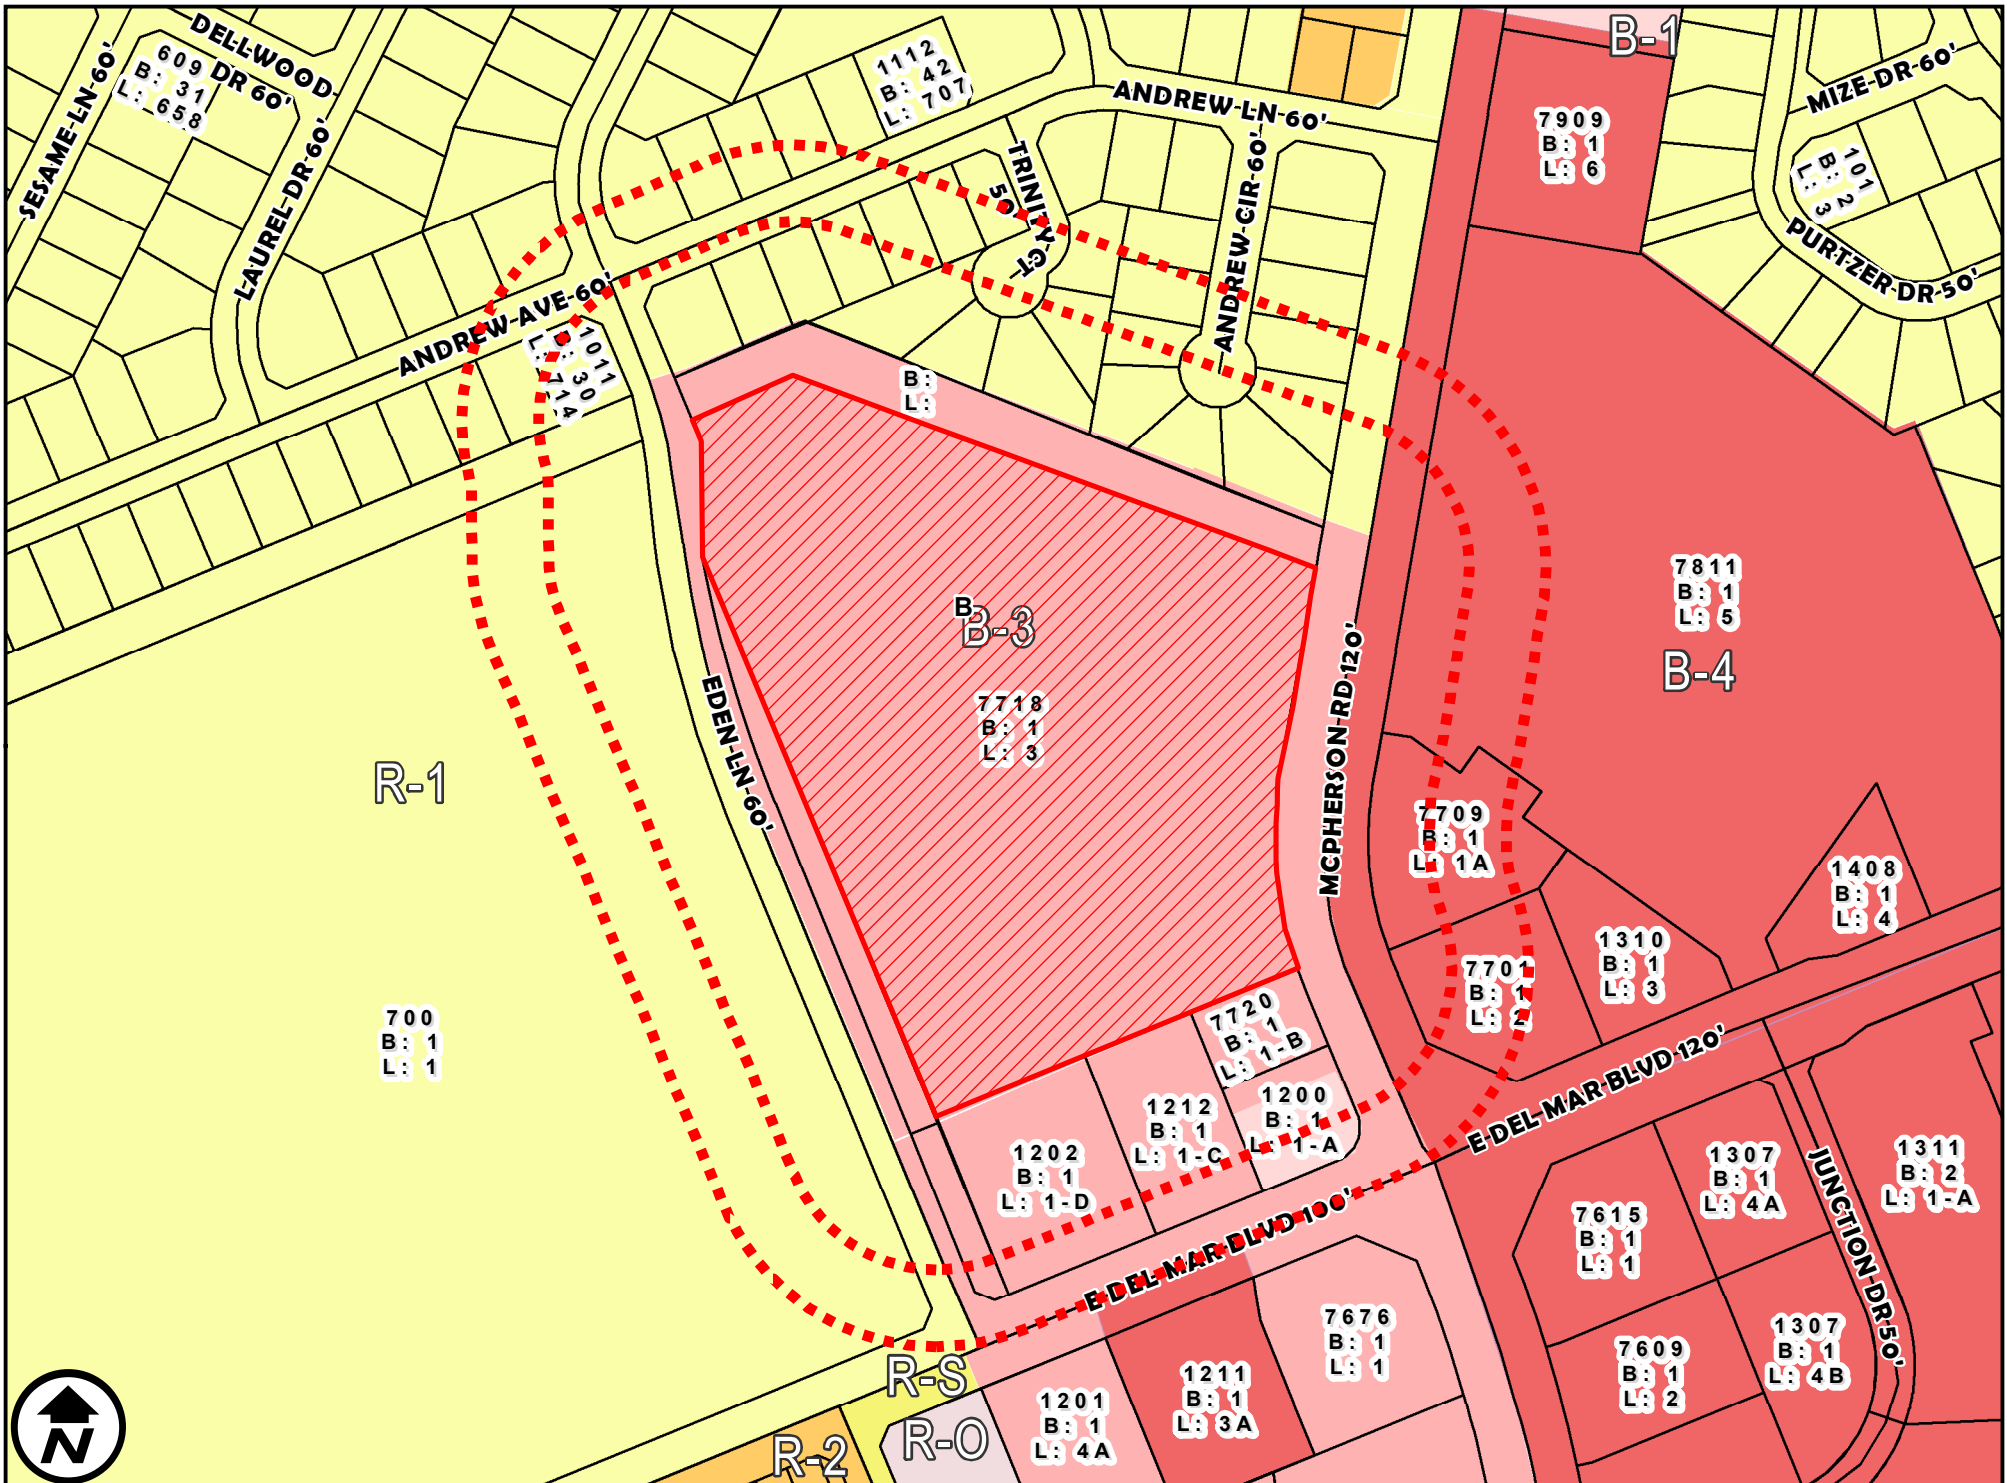 SESAME LN 60'
DELLWOOD
DR 60'
609
B: 31
L: 658
LAUREL DR 60'
1112
B: 42
L: 707
ANDREW LN 60'
TRINITY CT
50'
ANDREW CIR 60'
B-1
7909
B: 1
L: 6
MIZE DR 60'
101
B: 2
L: 3
PURTZER DR 50'
ANDREW AVE 60'
1011
B: 30
L: 714
B:
L:
7811
B: 1
L: 5
B-4
B
B-3
7718
B: 1
L: 3
EDEN LN 60'
MCPHERSON RD 120'
R-1
7709
B: 1
L: 1A
1408
B: 1
L: 4
1310
B: 1
L: 3
7701
B: 1
L: 2
700
B: 1
L: 1
7720
B: 1
L: 1-B
1200
B: 1
L: 1-A
1212
B: 1
L: 1-C
1202
B: 1
L: 1-D
E DEL MAR BLVD 120'
E DEL MAR BLVD 100'
1307
B: 1
L: 4A
1311
B: 2
L: 1-A
JUNCTION DR 50'
7615
B: 1
L: 1
7676
B: 1
L: 1
7609
B: 1
L: 2
1307
B: 1
L: 4B
R-S
R-O
R-2
1201
B: 1
L: 4A
1211
B: 1
L: 3A
N